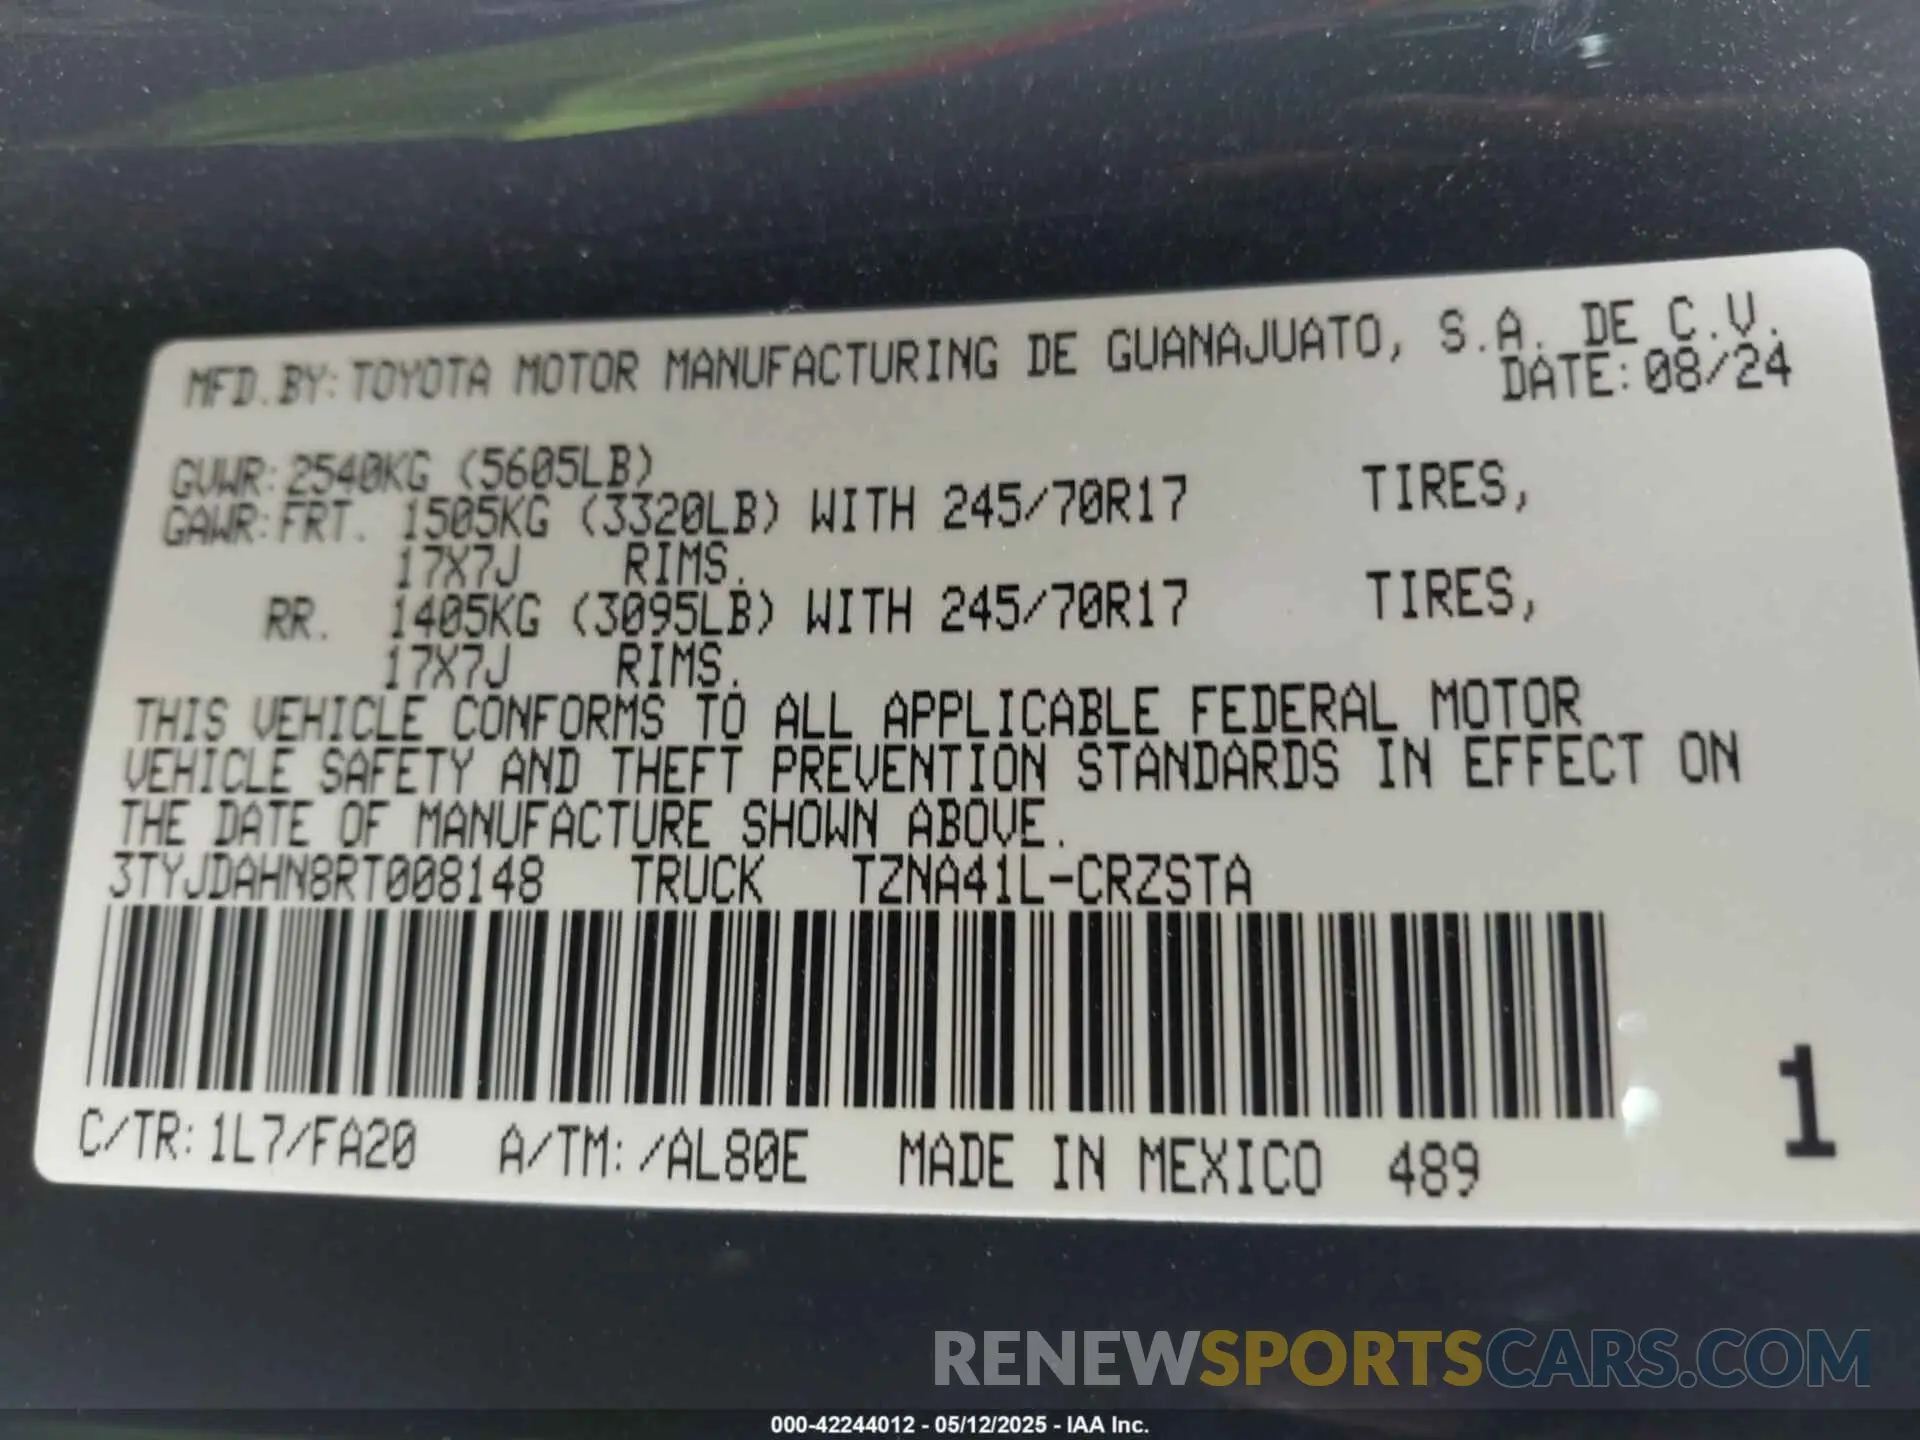 MFD.BY:TOYOTA MOTOR MANUFACTURING DE GUANAJUATO, S.A. DE C.V.
DATE:08/24
GVWR:2540KG (5605LB)
GAWR:FRT. 1505KG (3320LB) WITH 245/70R17 TIRES,
17X7J RIMS.
RR. 1405KG (3095LB) WITH 245/70R17 TIRES,
17X7J RIMS.
THIS VEHICLE CONFORMS TO ALL APPLICABLE FEDERAL MOTOR
VEHICLE SAFETY AND THEFT PREVENTION STANDARDS IN EFFECT ON
THE DATE OF MANUFACTURE SHOWN ABOVE.
3TYJDAHN8RT008148 TRUCK TZNA41L-CRZSTA
1
C/TR:1L7/FA20 A/TM:/AL80E MADE IN MEXICO 489
RENEWSPORTSCARS.COM
000-42244012 - 05/12/2025 - IAA Inc.